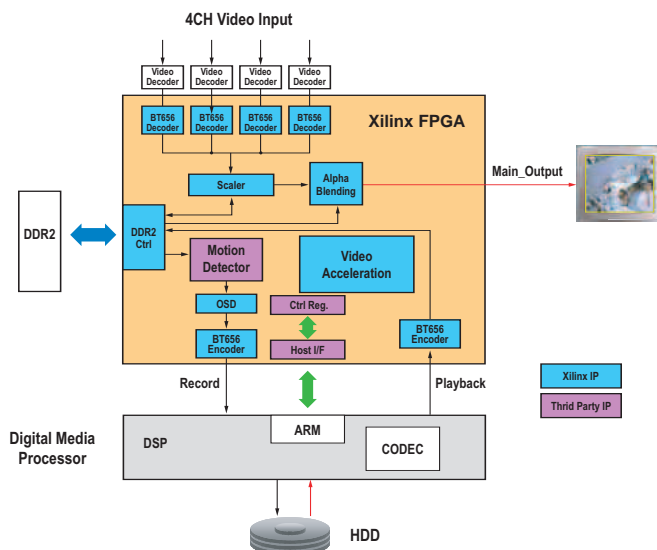 4CH Video Input
Video
Decoder
Video
Decoder
Video
Decoder
Video
Decoder
BT656
Decoder
BT656
Decoder
BT656
Decoder
BT656
Decoder
Xilinx FPGA
Scaler
Alpha
Blending
Main_Output
DDR2
DDR2
Ctrl
Motion
Detector
Video
Acceleration
OSD
Ctrl Reg.
BT656
Encoder
Host I/F
BT656
Encoder
Record
Playback
Xilinx IP
Thrid Party IP
Digital Media
Processor
DSP
ARM
CODEC
HDD